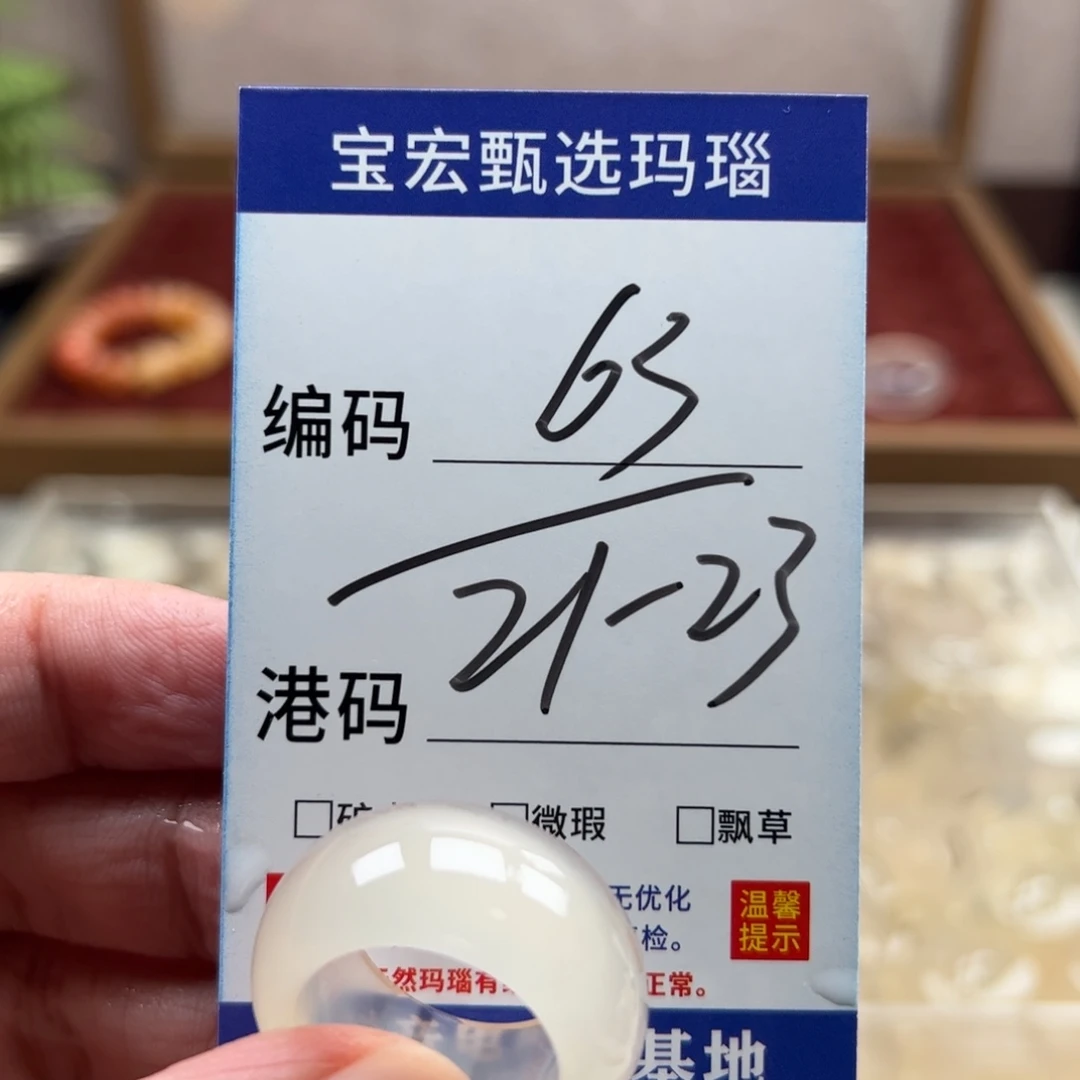 宝宏甄选玛瑙
编码 63
21-23
港码
□矿 □微瑕 □飘草
无优化 温馨
检。 提示
然玛瑙有 正常。
基地